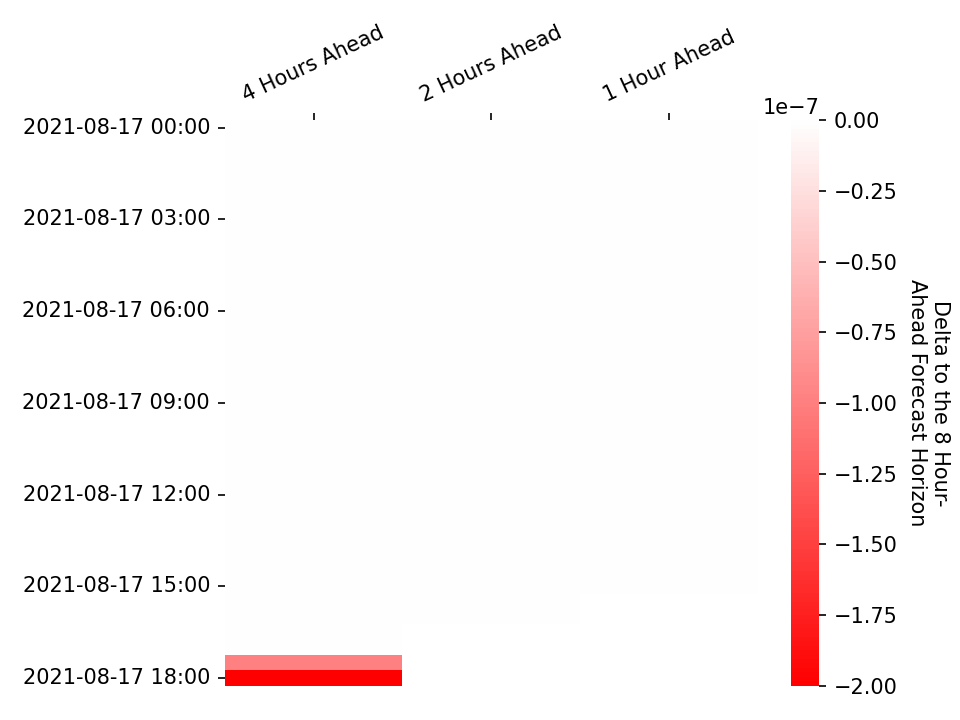 4 Hours Ahead
2 Hours Ahead
1 Hour Ahead
1e−7
2021-08-17 00:00
2021-08-17 03:00
2021-08-17 06:00
2021-08-17 09:00
2021-08-17 12:00
2021-08-17 15:00
2021-08-17 18:00
0.00
−0.25
−0.50
−0.75
−1.00
−1.25
−1.50
−1.75
−2.00
Delta to the 8 Hour-
Ahead Forecast Horizon